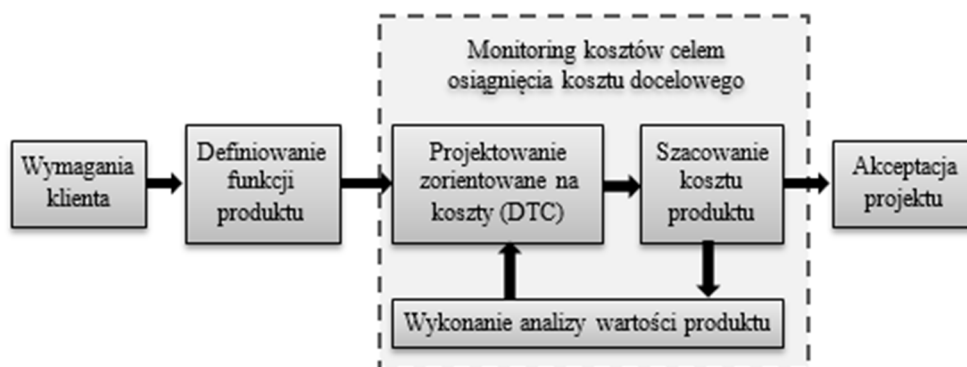 Monitoring kosztów celem
osiągnięcia kosztu docelowego
Wymagania
klienta
Definiowanie
funkcji
produktu
Projektowanie
zorientowane na
koszty (DTC)
Szacowanie
kosztu
produktu
Akceptacja
projektu
Wykonanie analizy wartości produktu